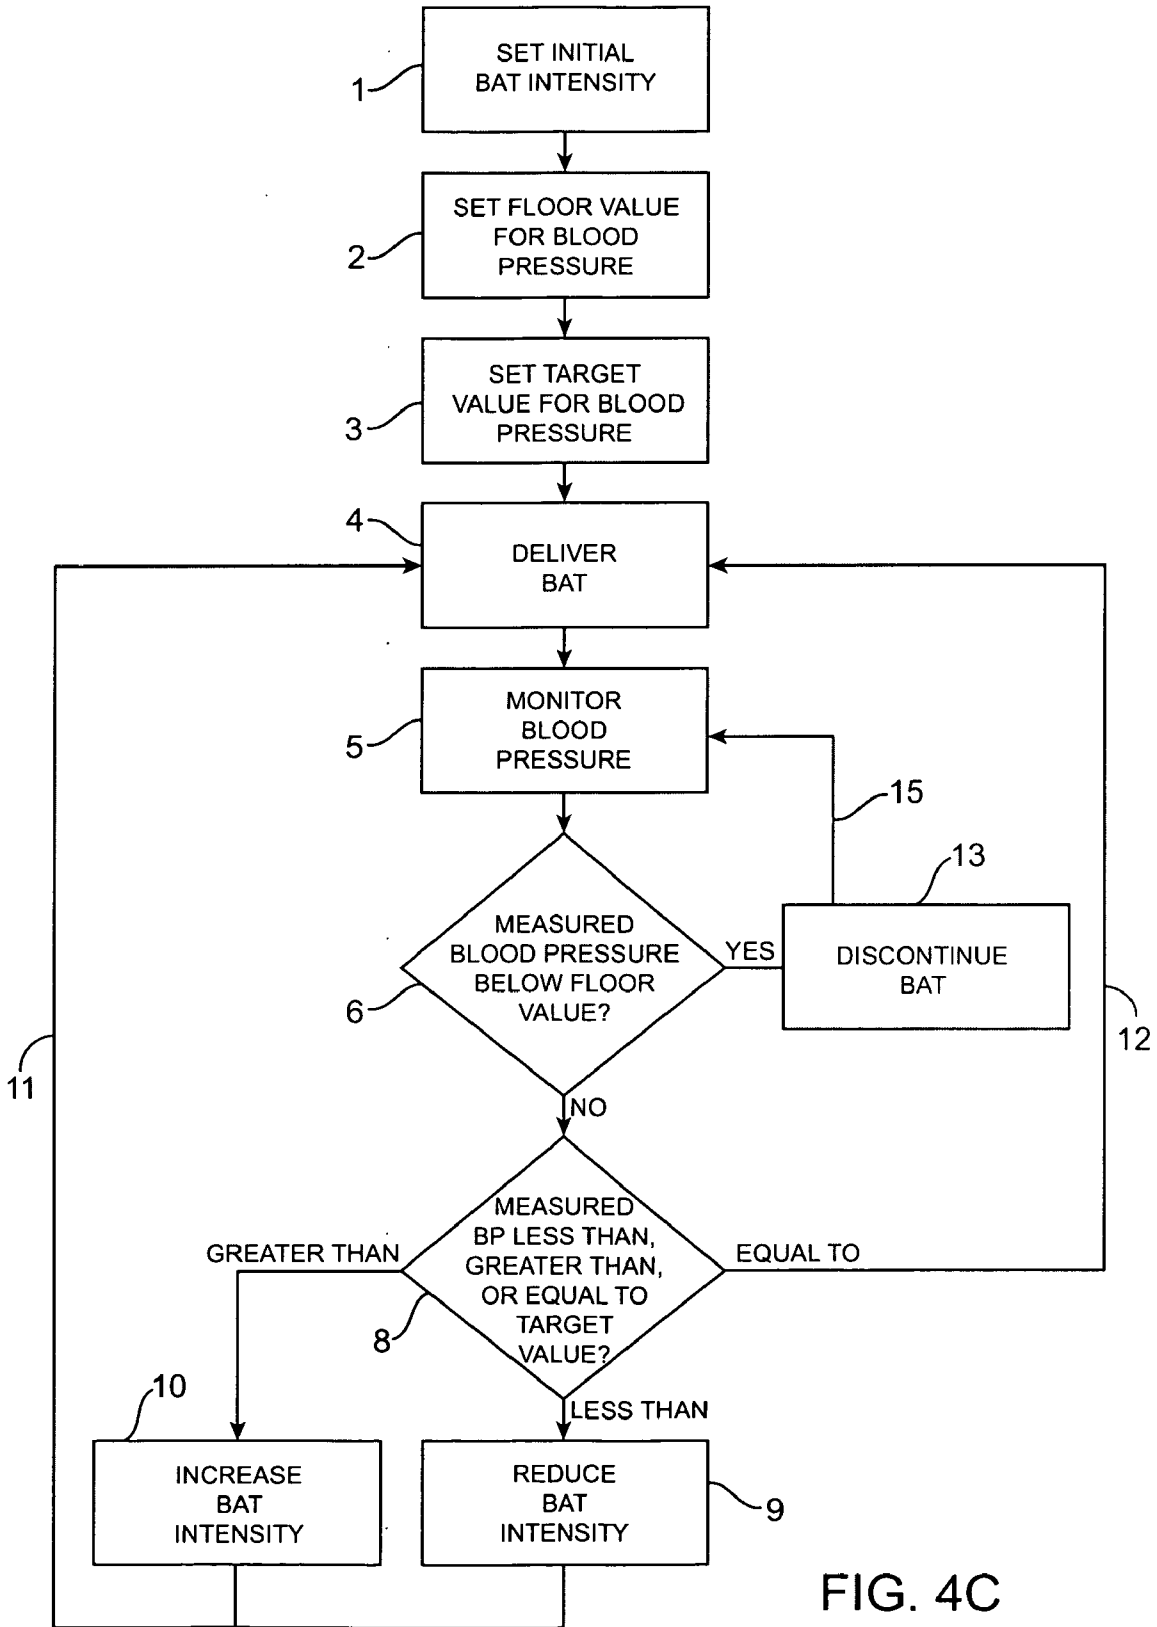 SET INITIAL
BAT INTENSITY
1
SET FLOOR VALUE
FOR BLOOD
PRESSURE
2
SET TARGET
VALUE FOR BLOOD
PRESSURE
3
4
DELIVER
BAT
MONITOR
BLOOD
PRESSURE
5
15
13
MEASURED
BLOOD PRESSURE
BELOW FLOOR
VALUE?
6
YES
DISCONTINUE
BAT
12
11
NO
MEASURED
BP LESS THAN,
GREATER THAN,
OR EQUAL TO
TARGET
VALUE?
8
GREATER THAN
EQUAL TO
LESS THAN
10
INCREASE
BAT
INTENSITY
REDUCE
BAT
INTENSITY
9
FIG. 4C